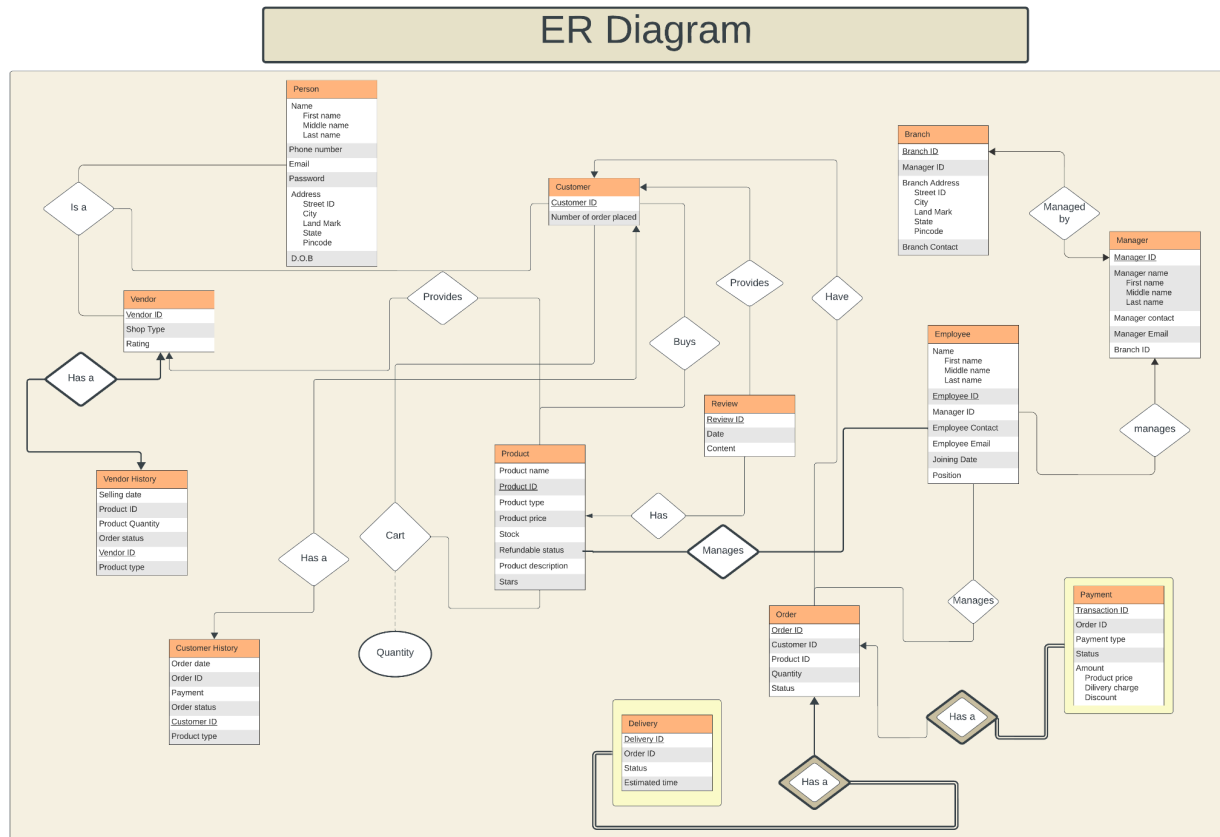 ER Diagram
Person
Name
First name
Middle name
Last name
Phone number
Email
Password
Address
Street ID
City
Land Mark
State
Pincode
D.O.B
Is a
Customer
Customer ID
Number of order placed
Branch
Branch ID
Manager ID
Branch Address
Street ID
City
Land Mark
State
Pincode
Branch Contact
Managed
by
Manager
Manager ID
Manager name
First name
Middle name
Last name
Manager contact
Manager Email
Branch ID
Vendor
Vendor ID
Shop Type
Rating
Provides
Provides
Have
Buys
Has a
Employee
Name
First name
Middle name
Last name
Employee ID
Manager ID
Employee Contact
Employee Email
Joining Date
Position
manages
Review
Review ID
Date
Content
Product
Product name
Product ID
Product type
Product price
Stock
Refundable status
Product description
Stars
Vendor History
Selling date
Product ID
Product Quantity
Order status
Vendor ID
Product type
Has
Cart
Manages
Has a
Manages
Quantity
Customer History
Order date
Order ID
Payment
Order status
Customer ID
Product type
Order
Order ID
Customer ID
Product ID
Quantity
Status
Payment
Transaction ID
Order ID
Payment type
Status
Amount
Product price
Dilivery charge
Discount
Has a
Delivery
Delivery ID
Order ID
Status
Estimated time
Has a